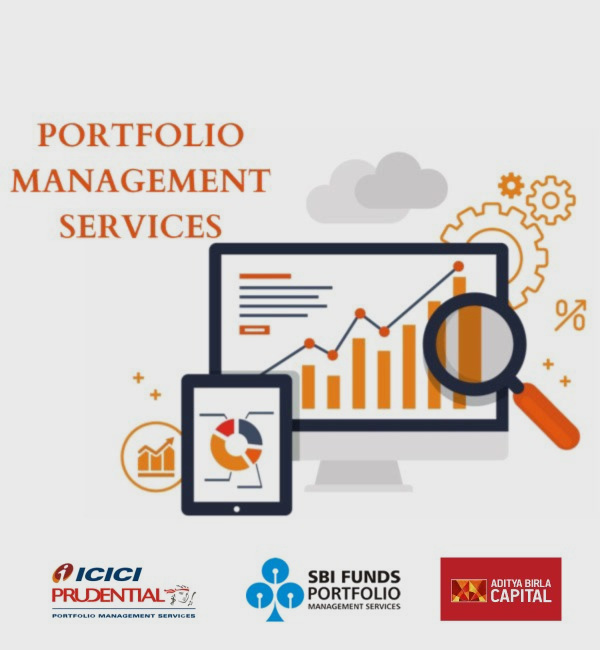 PORTFOLIO
MANAGEMENT
SERVICES
ICICI
PRUDENTIAL
PORTFOLIO MANAGEMENT SERVICES
SBI FUNDS
PORTFOLIO
MANAGEMENT SERVICES
ADITYA BIRLA
CAPITAL